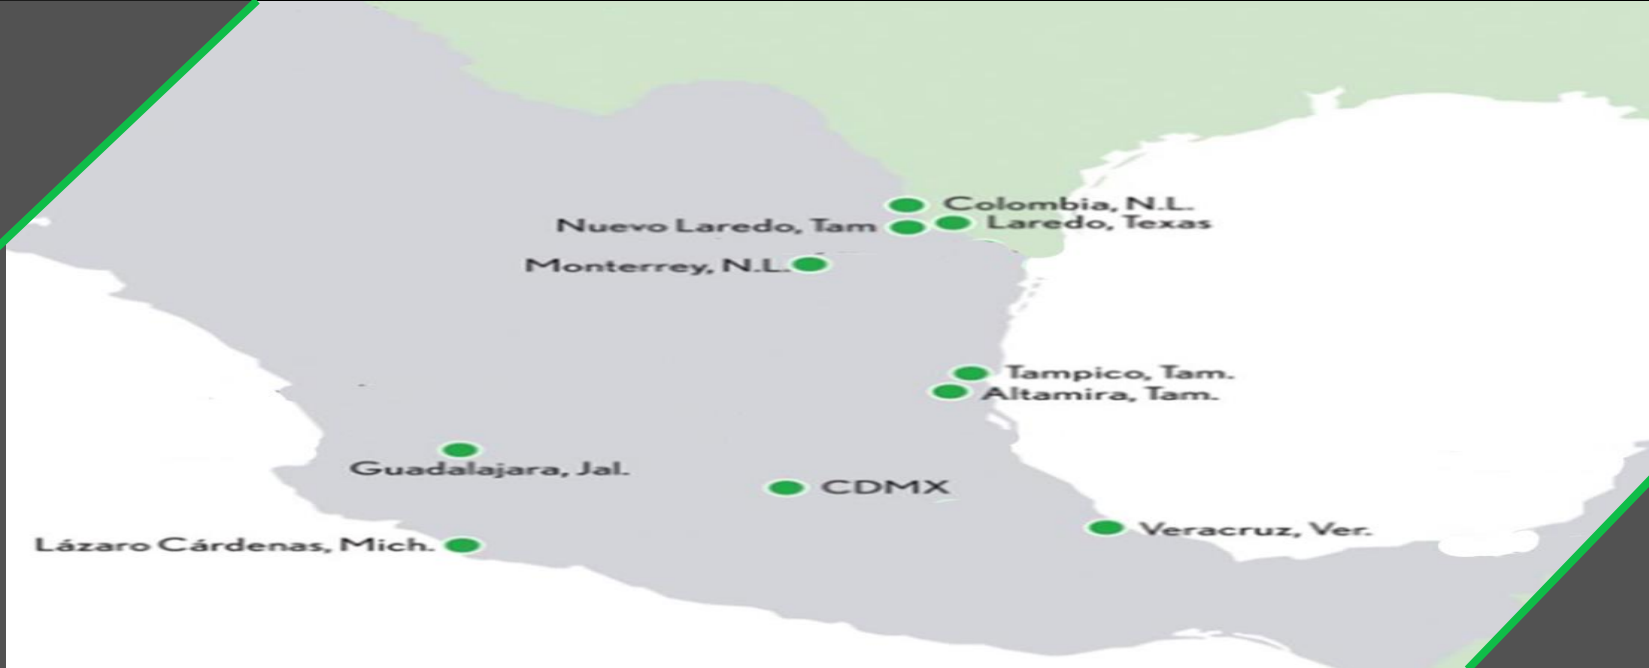 Colombia, N.L.
Nuevo Laredo, Tam
Laredo, Texas
Monterrey, N.L.
Tampico, Tam.
Altamira, Tam.
Guadalajara, Jal.
CDMX
Veracruz, Ver.
Lázaro Cárdenas, Mich.